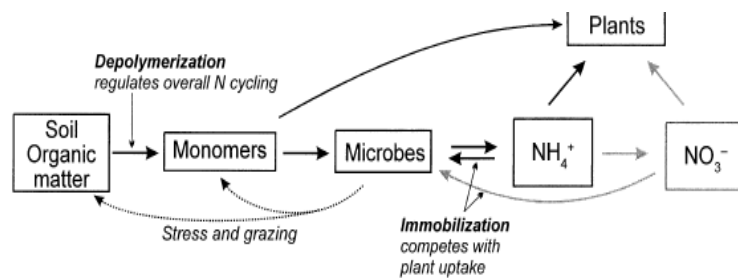 Plants
Depolymerization
regulates overall N cycling
Soil
Organic
matter
Monomers
Microbes
NH₄⁺
NO₃⁻
Stress and grazing
Immobilization
competes with
plant uptake